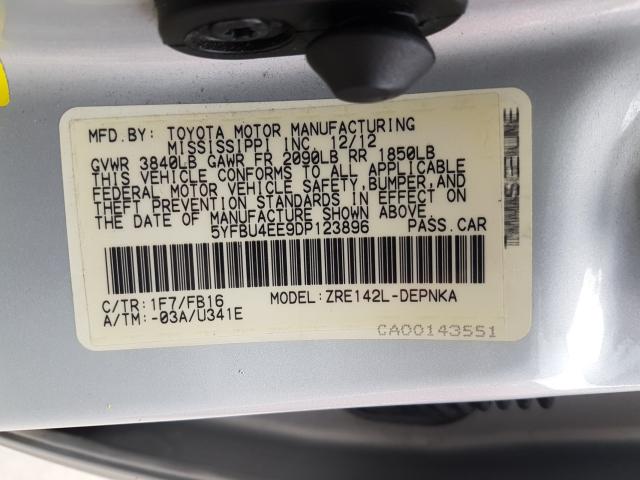 MFD.BY: TOYOTA MOTOR MANUFACTURING
MISSISSIPPI INC. 12/12
GVWR 3840LB GAWR FR 2090LB RR 1850LB
THIS VEHICLE CONFORMS TO ALL APPLICABLE
FEDERAL MOTOR VEHICLE SAFETY,BUMPER,AND
THEFT PREVENTION STANDARDS IN EFFECT ON
THE DATE OF MANUFACTURE SHOWN ABOVE.
5YFBU4EE9DP123896 PASS.CAR
C/TR:1F7/FB16 MODEL:ZRE142L-DEPNKA
A/TM:-03A/U341E
CA00143551